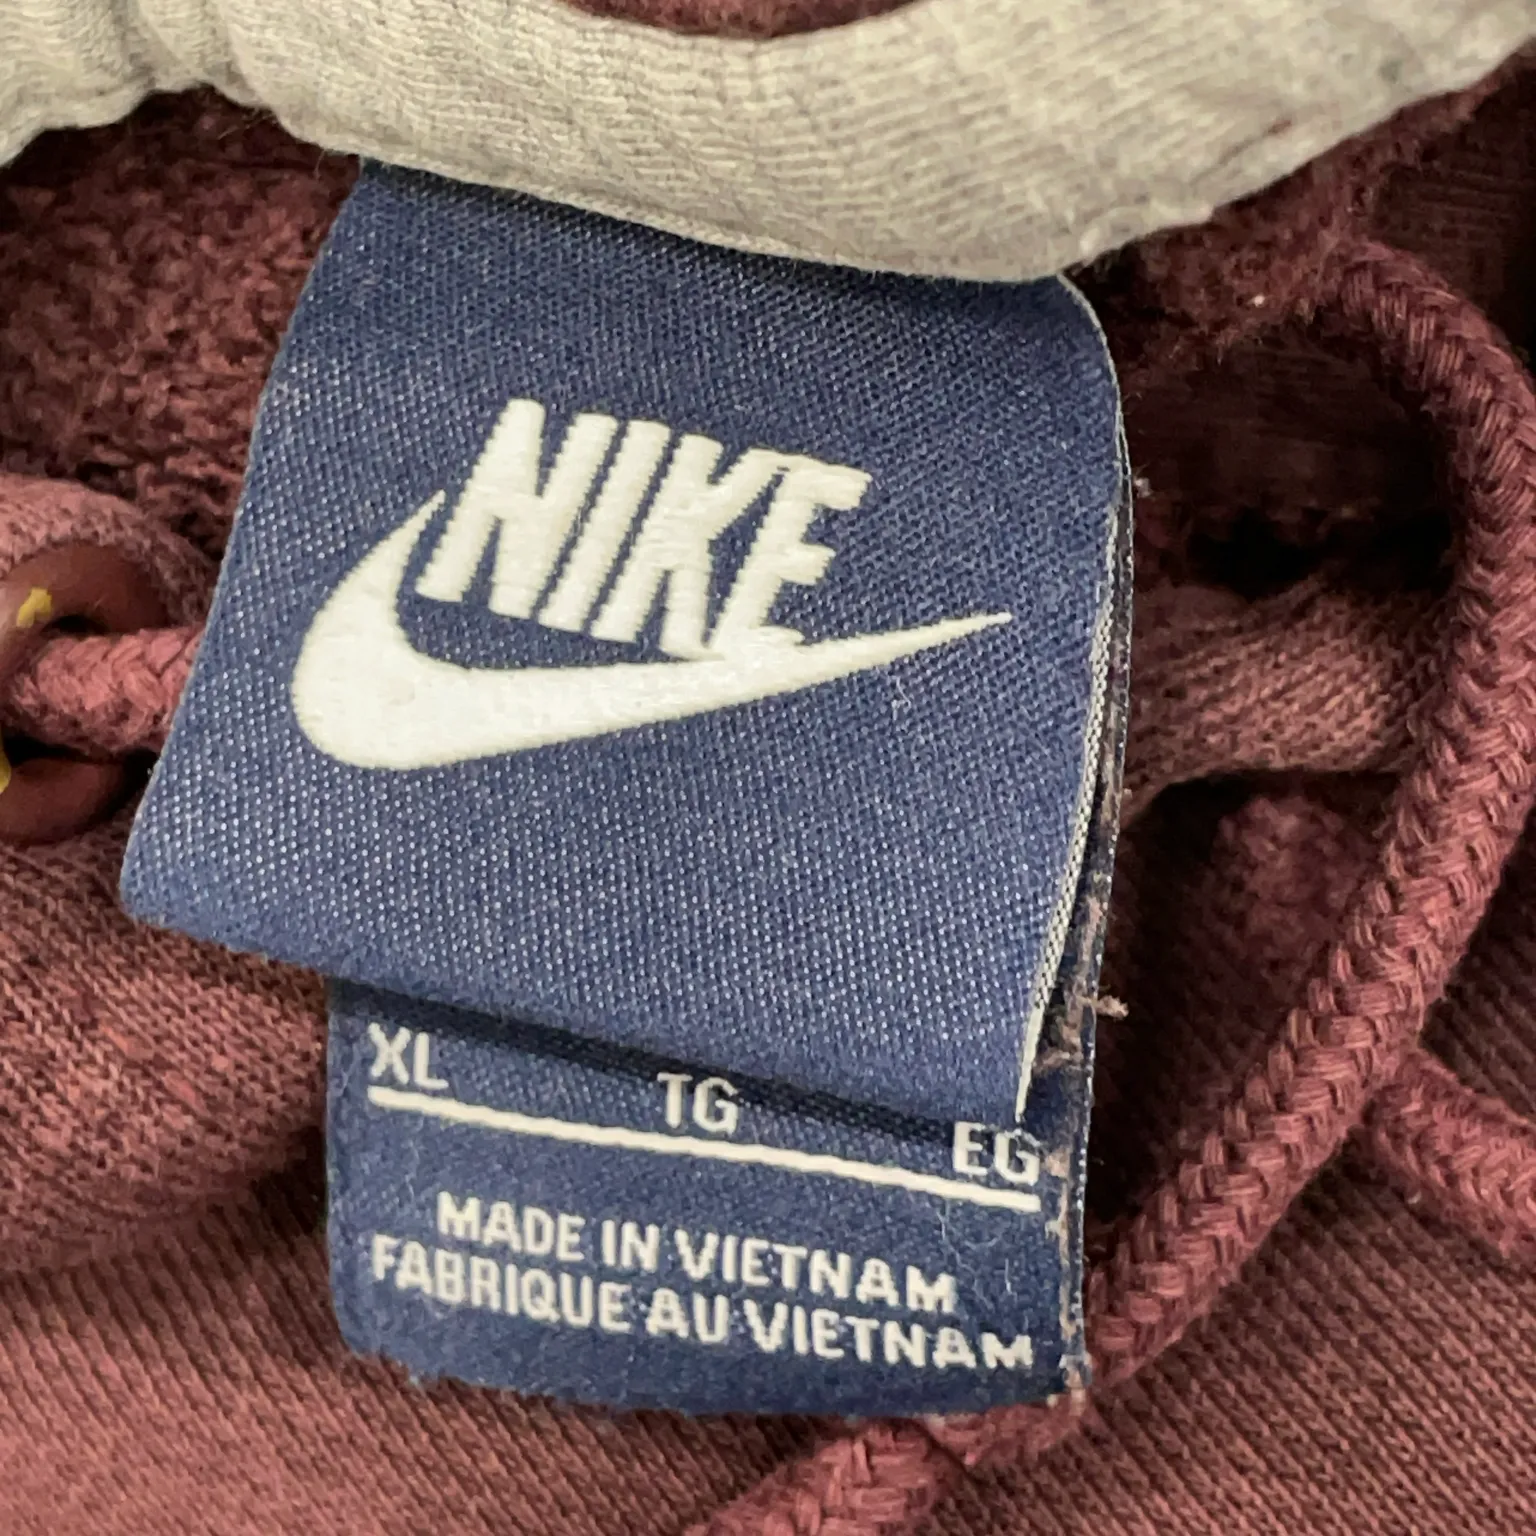 NIKE
XL TG EG
MADE IN VIETNAM
FABRIQUE AU VIETNAM